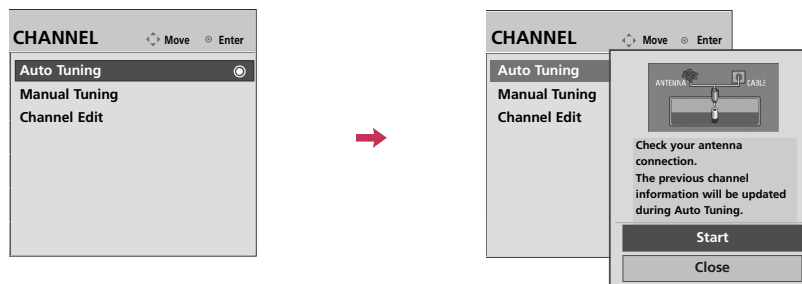 CHANNEL Move Enter
Auto Tuning
Manual Tuning
Channel Edit
CHANNEL Move Enter
Auto Tuning
Manual Tuning
Channel Edit
ANTENNA CABLE
Check your antenna
connection.
The previous channel
information will be updated
during Auto Tuning.
Start
Close